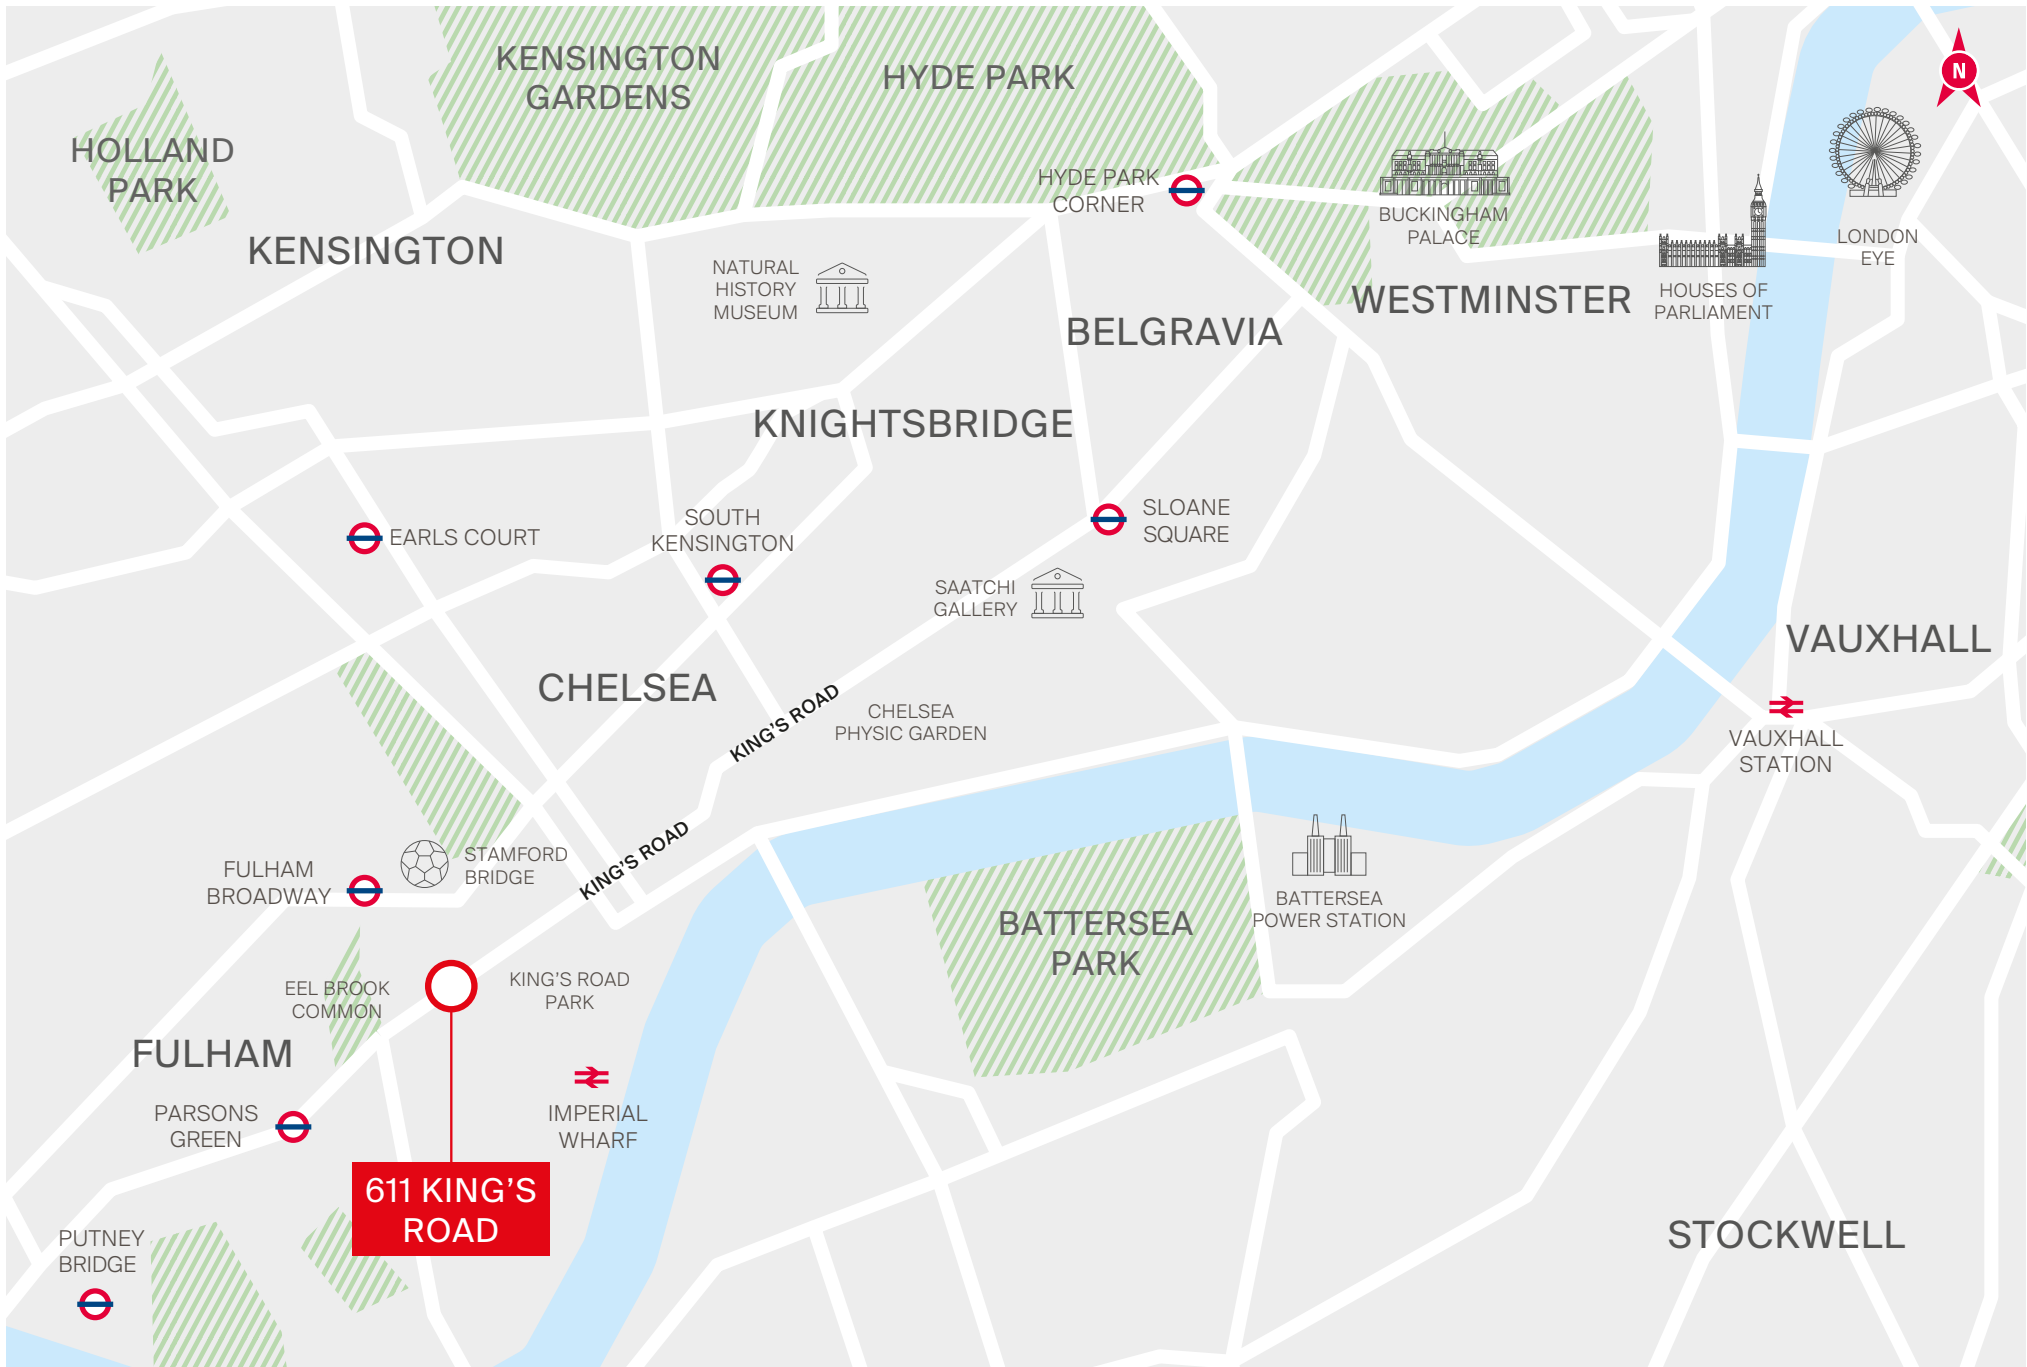 KENSINGTON
GARDENS
HYDE PARK
N
HOLLAND
PARK
HYDE PARK
CORNER
BUCKINGHAM
PALACE
LONDON
EYE
KENSINGTON
NATURAL
HISTORY
MUSEUM
WESTMINSTER
HOUSES OF
PARLIAMENT
BELGRAVIA
KNIGHTSBRIDGE
EARLS COURT
SOUTH
KENSINGTON
SLOANE
SQUARE
SAATCHI
GALLERY
VAUXHALL
CHELSEA
KING'S ROAD
CHELSEA
PHYSIC GARDEN
VAUXHALL
STATION
KING'S ROAD
STAMFORD
BRIDGE
FULHAM
BROADWAY
BATTERSEA
POWER STATION
BATTERSEA
PARK
EEL BROOK
COMMON
KING'S ROAD
PARK
FULHAM
PARSONS
GREEN
IMPERIAL
WHARF
611 KING'S
ROAD
PUTNEY
BRIDGE
STOCKWELL